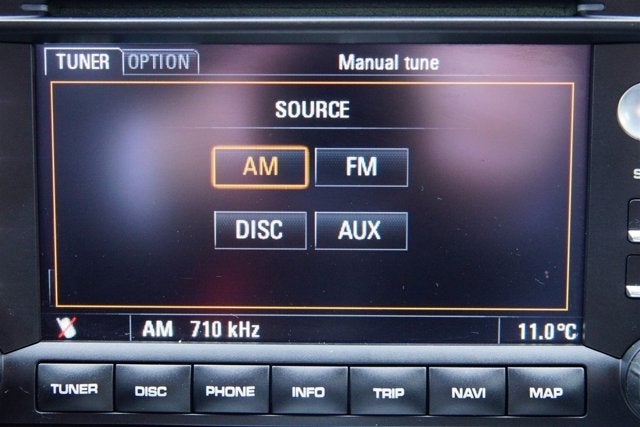 TUNER OPTION Manual tune
SOURCE
AM FM
DISC AUX
AM 710 kHz 11.0°C
TUNER DISC PHONE INFO TRIP NAVI MAP